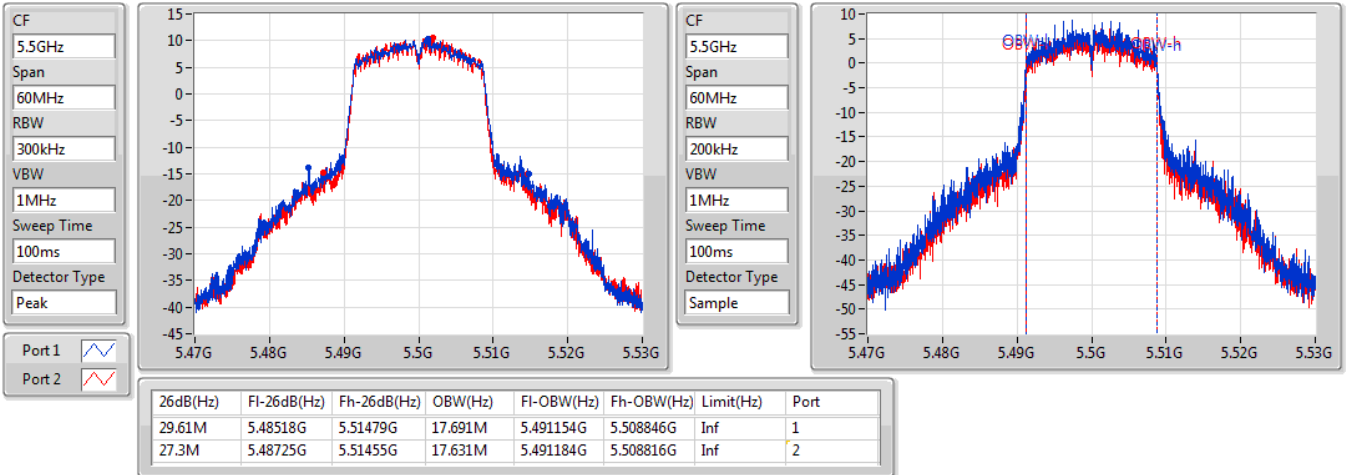 CF
5.5GHz
Span
60MHz
RBW
300kHz
VBW
1MHz
Sweep Time
100ms
Detector Type
Peak
Port 1
Port 2
15
10
5
0
-5
-10
-15
-20
-25
-30
-35
-40
-45
5.47G 5.48G 5.49G 5.5G 5.51G 5.52G 5.53G
CF
5.5GHz
Span
60MHz
RBW
200kHz
VBW
1MHz
Sweep Time
100ms
Detector Type
Sample
10
5
0
-5
-10
-15
-20
-25
-30
-35
-40
-45
-50
-55
OBW-h
5.47G 5.48G 5.49G 5.5G 5.51G 5.52G 5.53G
26dB(Hz) Fl-26dB(Hz) Fh-26dB(Hz) OBW(Hz) Fl-OBW(Hz) Fh-OBW(Hz) Limit(Hz) Port
29.61M 5.48518G 5.51479G 17.691M 5.491154G 5.508846G Inf 1
27.3M 5.48725G 5.51455G 17.631M 5.491184G 5.508816G Inf 2